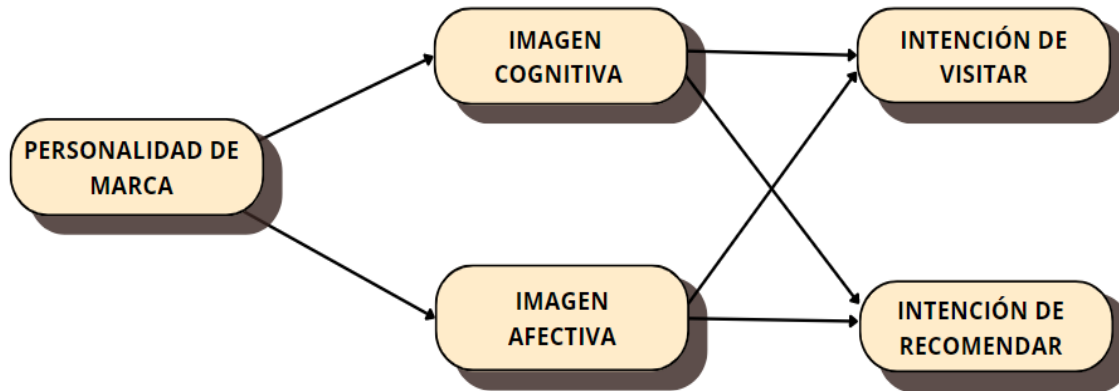 PERSONALIDAD DE
MARCA
IMAGEN
COGNITIVA
IMAGEN
AFECTIVA
INTENCIÓN DE
VISITAR
INTENCIÓN DE
RECOMENDAR